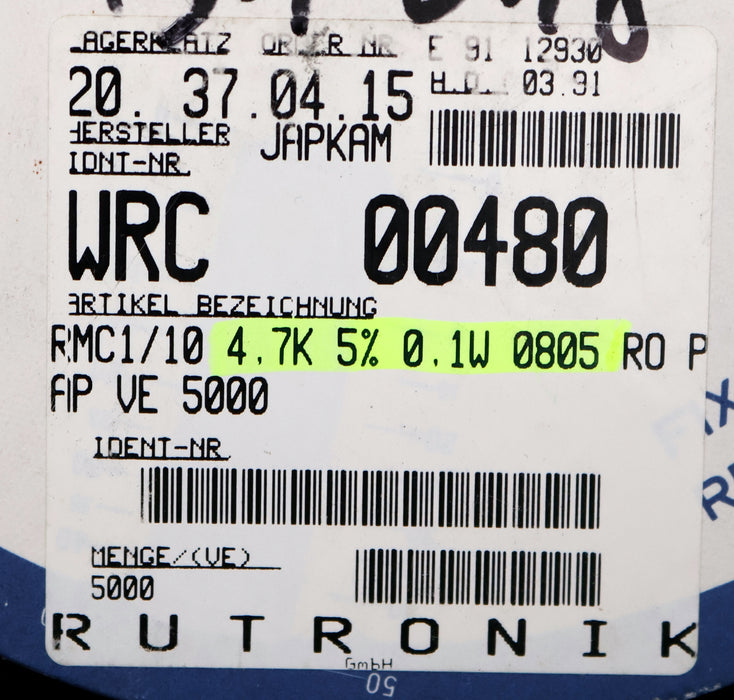 LAGERPLATZ ORDER NR E 91 12930
20. 37.04.15 H.D. 03.91
HERSTELLER JAPKAM
IDNT-NR.
WRC 00480
ARTIKEL BEZEICHNUNG
RMC1/10 4.7K 5% 0.1W 0805 RO P
AP VE 5000
IDENT-NR.
MENGE/(VE)
5000
RUTRONIK
GmbH
50